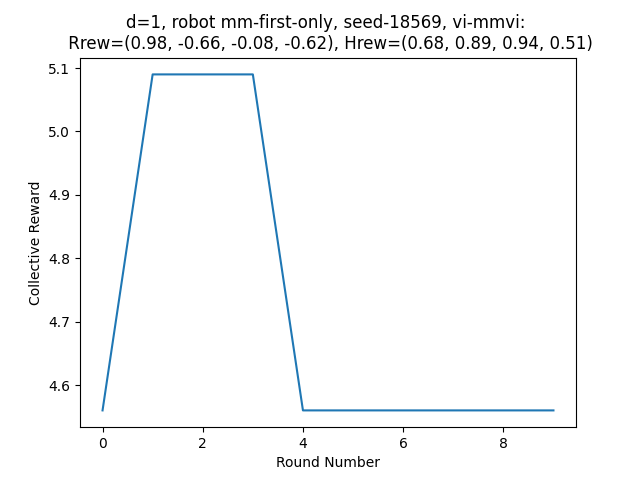 d=1, robot mm-first-only, seed-18569, vi-mmvi:
Rrew=(0.98, -0.66, -0.08, -0.62), Hrew=(0.68, 0.89, 0.94, 0.51)
5.1
5.0
4.9
4.8
4.7
4.6
Collective Reward
0 2 4 6 8
Round Number